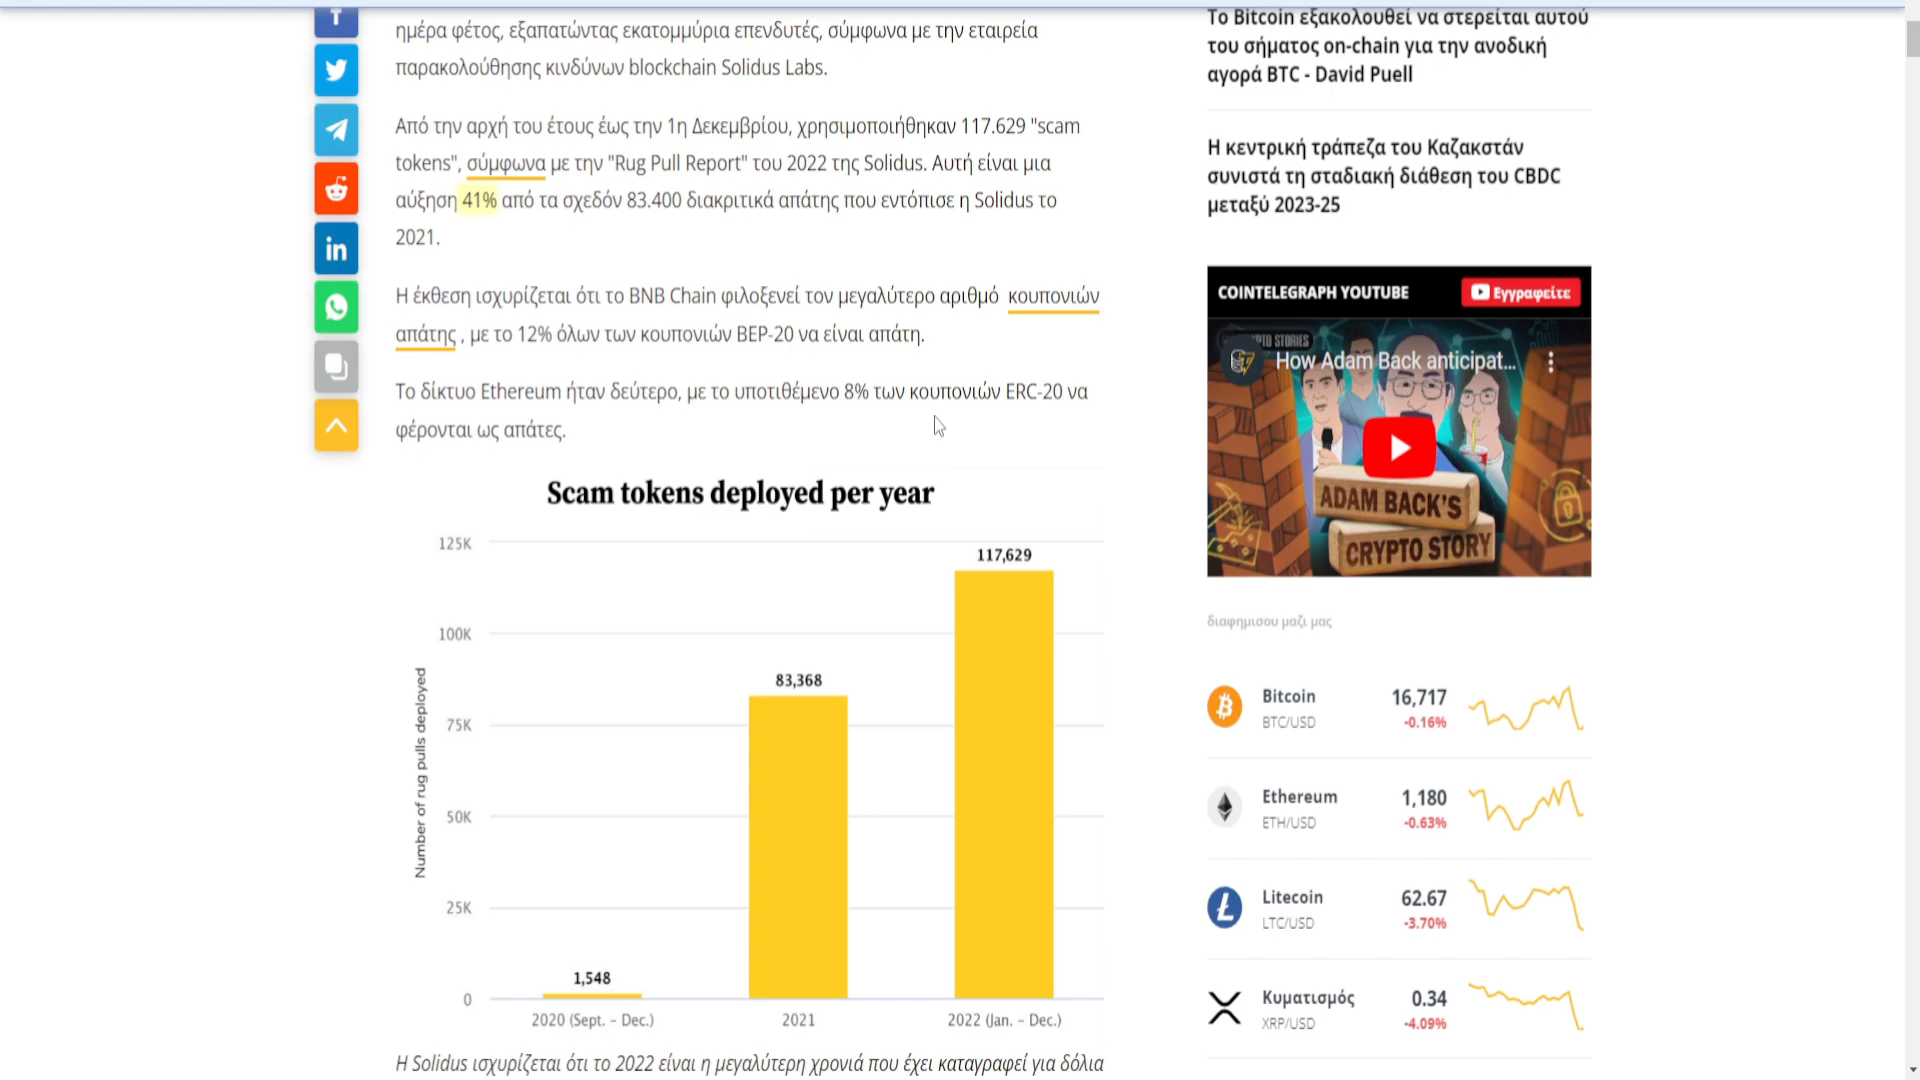 ημέρα φέτος, εξαπατώντας εκατομμύρια επενδυτές, σύμφωνα με την εταιρεία
παρακολούθησης κινδύνων blockchain Solidus Labs.
Από την αρχή του έτους έως την 1η Δεκεμβρίου, χρησιμοποιήθηκαν 117.629 "scam
tokens", σύμφωνα με την "Rug Pull Report" του 2022 της Solidus. Αυτή είναι μια
αύξηση 41% από τα σχεδόν 83.400 διακριτικά απάτης που εντόπισε η Solidus το
2021.
Η έκθεση ισχυρίζεται ότι το BNB Chain φιλοξενεί τον μεγαλύτερο αριθμό κουπονιών
απάτης , με το 12% όλων των κουπονιών BEP-20 να είναι απάτη.
Το δίκτυο Ethereum ήταν δεύτερο, με το υποτιθέμενο 8% των κουπονιών ERC-20 να
φέρονται ως απάτες.
Scam tokens deployed per year
Number of rug pulls deployed
125K
100K
75K
50K
25K
0
1,548
83,368
117,629
2020 (Sept. – Dec.)
2021
2022 (Jan. – Dec.)
Η Solidus ισχυρίζεται ότι το 2022 είναι η μεγαλύτερη χρονιά που έχει καταγραφεί για δόλια
Το Bitcoin εξακολουθεί να στερείται αυτού
του σήματος on-chain για την ανοδική
αγορά BTC - David Puell
Η κεντρική τράπεζα του Καζακστάν
συνιστά τη σταδιακή διάθεση του CBDC
μεταξύ 2023-25
COINTELEGRAPH YOUTUBE
Εγγραφείτε
STORIES
How Adam Back anticipat...
ADAM BACK'S
CRYPTO STORY
διαφημισου μαζι μας
Bitcoin 16,717
BTC/USD -0.16%
Ethereum 1,180
ETH/USD -0.63%
Litecoin 62.67
LTC/USD -3.70%
Κυματισμός 0.34
XRP/USD -4.09%